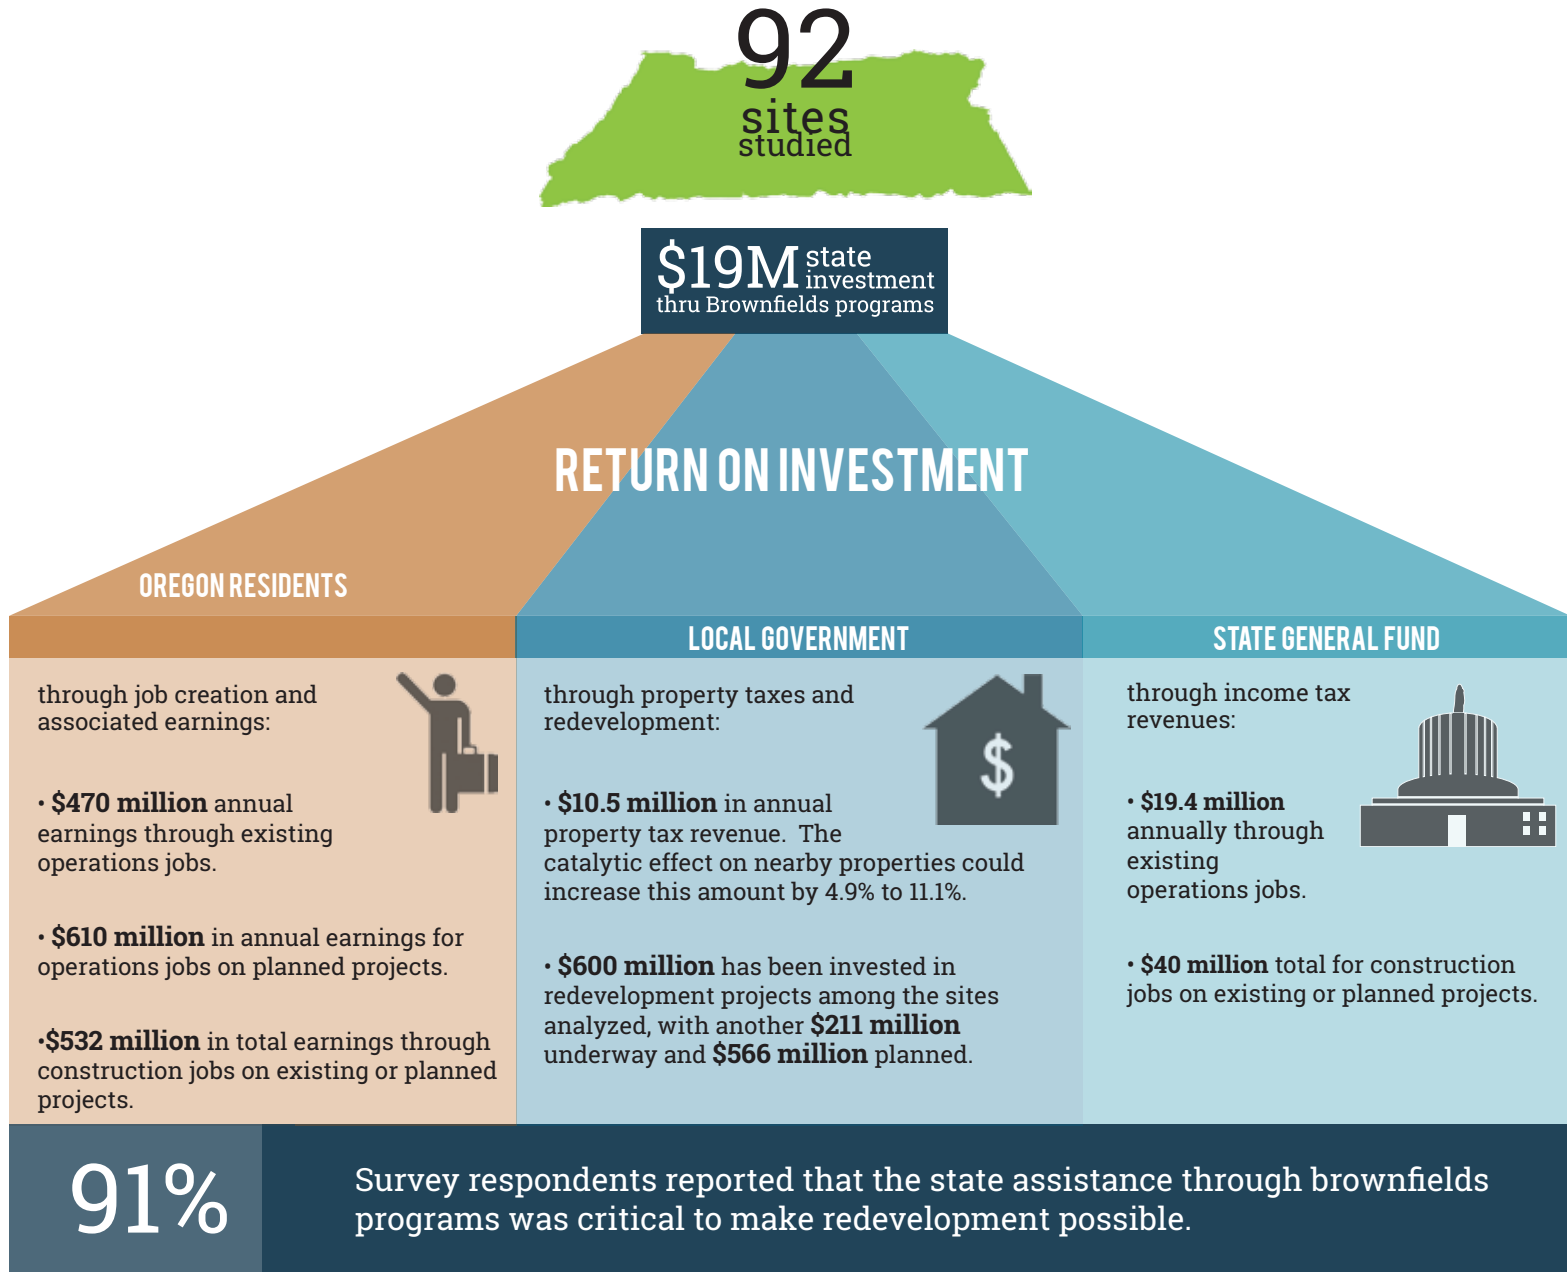 92
sites
studied
$19M state
investment
thru Brownfields programs
RETURN ON INVESTMENT
OREGON RESIDENTS
through job creation and
associated earnings:
· $470 million annual
earnings through existing
operations jobs.
· $610 million in annual earnings for
operations jobs on planned projects.
·$532 million in total earnings through
construction jobs on existing or planned
projects.
LOCAL GOVERNMENT
through property taxes and
redevelopment:
$
· $10.5 million in annual
property tax revenue.  The
catalytic effect on nearby properties could
increase this amount by 4.9% to 11.1%.
· $600 million has been invested in
redevelopment projects among the sites
analyzed, with another $211 million
underway and $566 million planned.
STATE GENERAL FUND
through income tax
revenues:
· $19.4 million
annually through
existing
operations jobs.
· $40 million total for construction
jobs on existing or planned projects.
91%
Survey respondents reported that the state assistance through brownfields
programs was critical to make redevelopment possible.